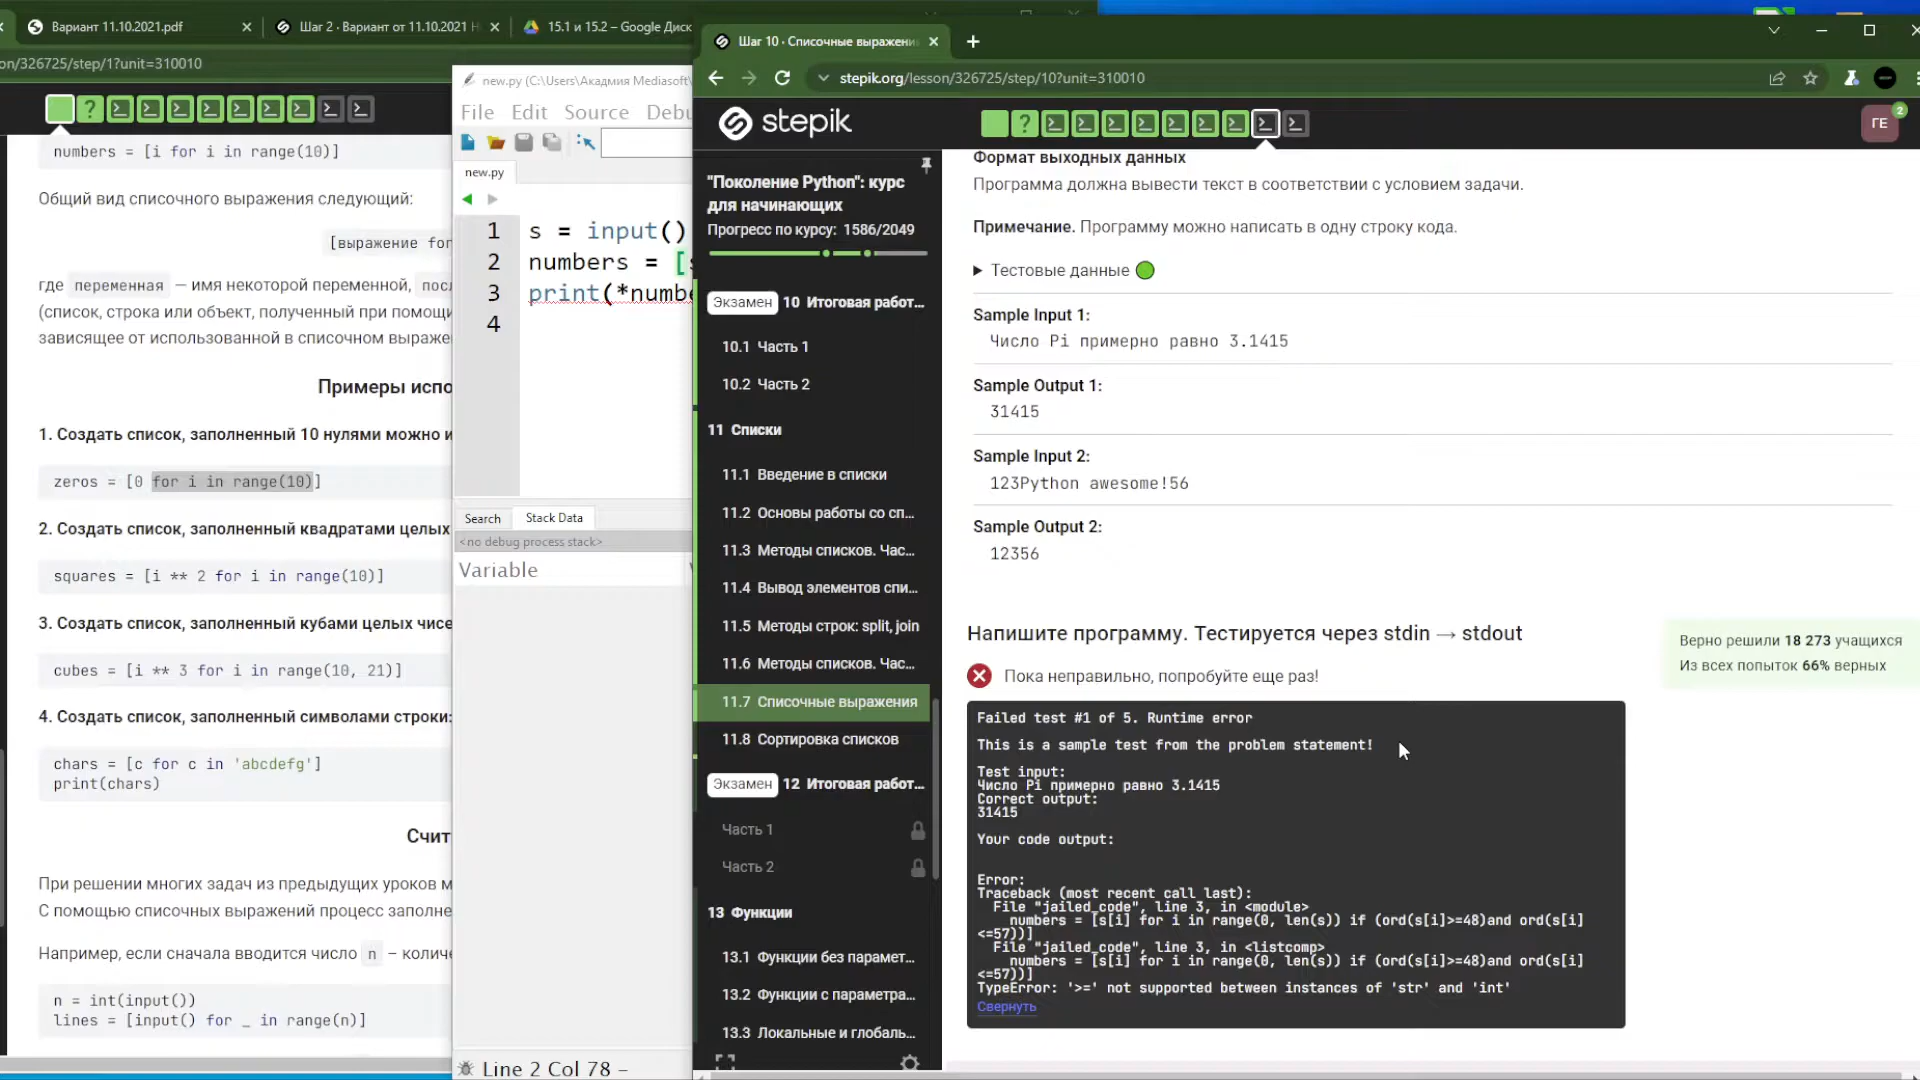 Вариант 11.10.2021.pdf
Шаг 2 · Вариант от 11.10.2021
15.1 и 15.2 – Google Диск
on/326725/step/1?unit=310010
numbers = [i for i in range(10)]
Общий вид списочного выражения следующий:
[выражение for
где переменная — имя некоторой переменной,
(список, строка или объект, полученный при помощи
зависящее от использованной в списочном
Примеры
1. Создать список, заполненный 10 нулями можно и
zeros = [0 for i in range(10)]
2. Создать список, заполненный квадратами целых
squares = [i ** 2 for i in range(10)]
3. Создать список, заполненный кубами целых
cubes = [i ** 3 for i in range(10, 21)]
4. Создать список, заполненный символами строки:
chars = [c for c in 'abcdefg']
print(chars)
При решении многих задач из предыдущих уроков
С помощью списочных выражений процесс
Например, если сначала вводится число n –
n = int(input())
lines = [input() for _ in range(n)]
new.py (C:\Users\Академия Mediasoft\
File Edit Source Debu
new.py
1 s = input()
2 numbers = [s
3 print(*numbe
4
Search Stack Data
<no debug process stack>
Variable
Line 2 Col 78 –
Шаг 10 · Списочные выражени
stepik.org/lesson/326725/step/10?unit=310010
stepik
ГЕ
2
"Поколение Python": курс
для начинающих
Прогресс по курсу: 1586/2049
Экзамен 10 Итоговая работ...
10.1 Часть 1
10.2 Часть 2
11 Списки
11.1 Введение в списки
11.2 Основы работы со сп...
11.3 Методы списков. Час...
11.4 Вывод элементов спи...
11.5 Методы строк: split, join
11.6 Методы списков. Час...
11.7 Списочные выражения
11.8 Сортировка списков
Экзамен 12 Итоговая работ...
Часть 1
Часть 2
13 Функции
13.1 Функции без парамет...
13.2 Функции с параметра...
13.3 Локальные и глобаль...
Формат выходных данных
Программа должна вывести текст в соответствии с условием задачи.
Примечание. Программу можно написать в одну строку кода.
Тестовые данные
Sample Input 1:
Число Pi примерно равно 3.1415
Sample Output 1:
31415
Sample Input 2:
123Python awesome!56
Sample Output 2:
12356
Напишите программу. Тестируется через stdin → stdout
Верно решили 18 273 учащихся
Из всех попыток 66% верных
Пока неправильно, попробуйте еще раз!
Failed test #1 of 5. Runtime error
This is a sample test from the problem statement!
Test input:
Число Pi примерно равно 3.1415
Correct output:
31415
Your code output:
Error:
Traceback (most recent call last):
File "jailed_code", line 3, in <module>
numbers = [s[i] for i in range(0, len(s)) if (ord(s[i]>=48)and ord(s[i]
<=57))]
File "jailed_code", line 3, in <listcomp>
numbers = [s[i] for i in range(0, len(s)) if (ord(s[i]>=48)and ord(s[i]
<=57))]
TypeError: '>=' not supported between instances of 'str' and 'int'
Свернуть